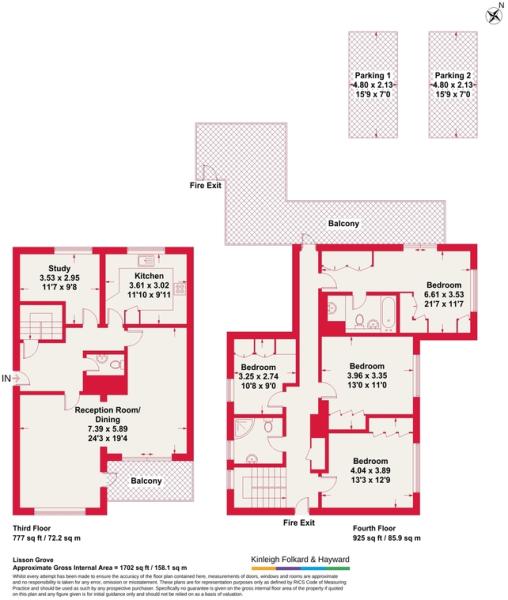 N
Parking 1
4.80 x 2.13
15'9 x 7'0
Parking 2
4.80 x 2.13
15'9 x 7'0
Fire Exit
Balcony
Study
3.53 x 2.95
11'7 x 9'8
Kitchen
3.61 x 3.02
11'10 x 9'11
Bedroom
6.61 x 3.53
21'7 x 11'7
IN
Bedroom
3.25 x 2.74
10'8 x 9'0
Bedroom
3.96 x 3.35
13'0 x 11'0
Reception Room/
Dining
7.39 x 5.89
24'3 x 19'4
Bedroom
4.04 x 3.89
13'3 x 12'9
Balcony
Fire Exit
Third Floor
777 sq ft / 72.2 sq m
Fourth Floor
925 sq ft / 85.9 sq m
Lisson Grove
Approximate Gross Internal Area = 1702 sq ft / 158.1 sq m
Kinleigh Folkard & Hayward
Whilst every attempt has been made to ensure the accuracy of the floor plan contained here, measurements of doors, windows and rooms are approximate
and no responsibility is taken for any error, omission or misstatement. These plans are for representation purposes only as defined by RICS Code of Measuring
Practice and should be used as such by any prospective purchaser. Specifically no guarantee is given on the gross internal floor area of the property if quoted
on this plan and any figure given is for initial guidance only and should not be relied on as a basis of valuation.